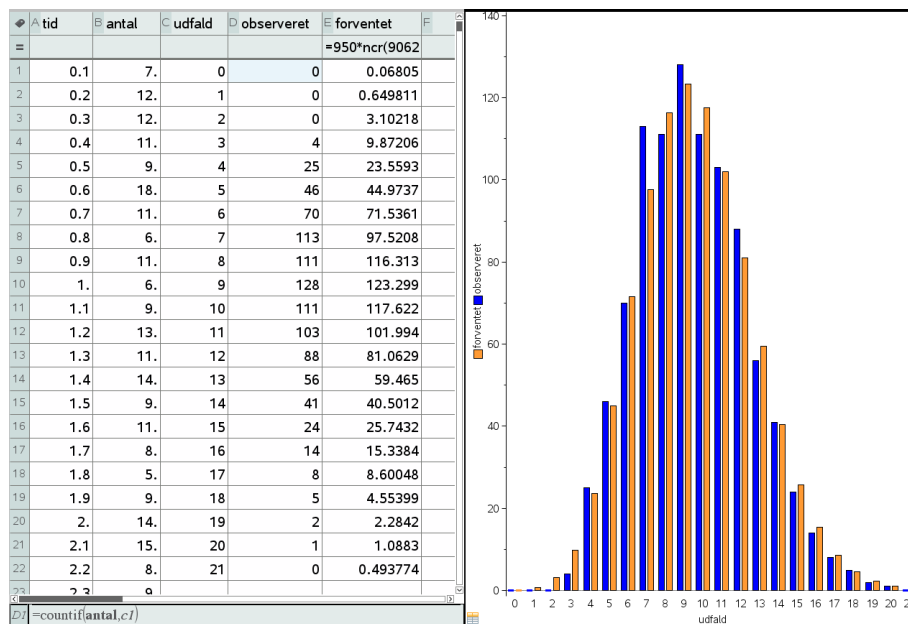 A tid B antal C udfald D observeret E forventet F
= =950*ncr(9062
1 0.1 7. 0 0 0.06805
2 0.2 12. 1 0 0.649811
3 0.3 12. 2 0 3.10218
4 0.4 11. 3 4 9.87206
5 0.5 9. 4 25 23.5593
6 0.6 18. 5 46 44.9737
7 0.7 11. 6 70 71.5361
8 0.8 6. 7 113 97.5208
9 0.9 11. 8 111 116.313
10 1. 6. 9 128 123.299
11 1.1 9. 10 111 117.622
12 1.2 13. 11 103 101.994
13 1.3 11. 12 88 81.0629
14 1.4 14. 13 56 59.465
15 1.5 9. 14 41 40.5012
16 1.6 11. 15 24 25.7432
17 1.7 8. 16 14 15.3384
18 1.8 5. 17 8 8.60048
19 1.9 9. 18 5 4.55399
20 2. 14. 19 2 2.2842
21 2.1 15. 20 1 1.0883
22 2.2 8. 21 0 0.493774
23 2.3 9
D1 =countif(antal,c1)
140
120
100
80
60
40
20
0
forventet observeret
0 1 2 3 4 5 6 7 8 9 10 11 12 13 14 15 16 17 18 19 20 2
udfald